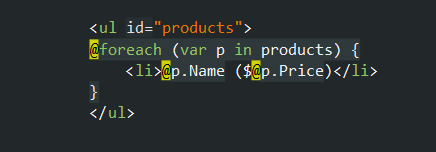 <ul id="products">
@foreach (var p in products) {
    <li>@p.Name ($@p.Price)</li>
}
</ul>